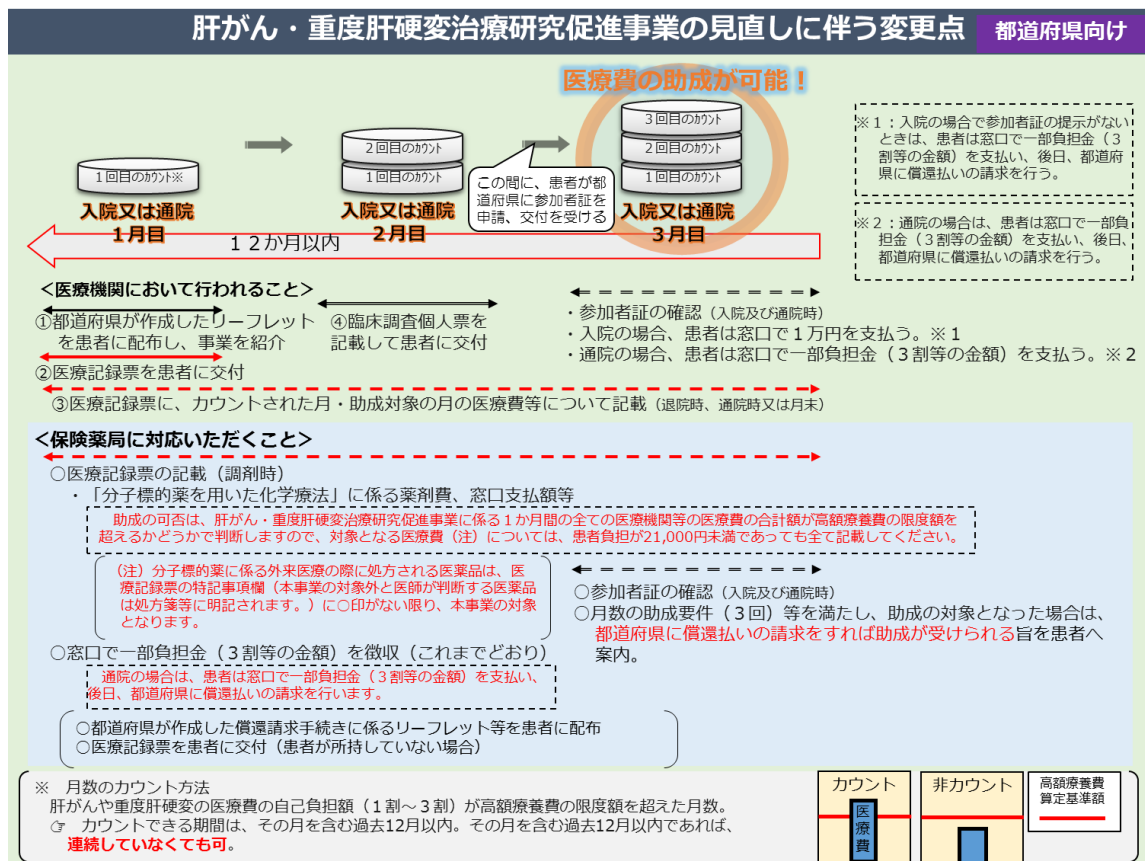 肝がん・重度肝硬変治療研究促進事業の見直しに伴う変更点
都道府県向け
医療費の助成が可能！
1回目のカウント※
入院又は通院
１月目
2回目のカウント
1回目のカウント
入院又は通院
２月目
この間に、患者が都
道府県に参加者証を
申請、交付を受ける
3回目のカウント
2回目のカウント
1回目のカウント
入院又は通院
３月目
１２か月以内
※１：入院の場合で参加者証の提示がない
ときは、患者は窓口で一部負担金（３
割等の金額）を支払い、後日、都道府
県に償還払いの請求を行う。
※２：通院の場合は、患者は窓口で一部負
担金（３割等の金額）を支払い、後日、
都道府県に償還払いの請求を行う。
＜医療機関において行われること＞
①都道府県が作成したリーフレット
を患者に配布し、事業を紹介
②医療記録票を患者に交付
④臨床調査個人票を
記載して患者に交付
・参加者証の確認（入院及び通院時）
・入院の場合、患者は窓口で１万円を支払う。※１
・通院の場合、患者は窓口で一部負担金（３割等の金額）を支払う。※２
③医療記録票に、カウントされた月・助成対象の月の医療費等について記載（退院時、通院時又は月末）
＜保険薬局に対応いただくこと＞
○医療記録票の記載（調剤時）
・「分子標的薬を用いた化学療法」に係る薬剤費、窓口支払額等
助成の可否は、肝がん・重度肝硬変治療研究促進事業に係る１か月間の全ての医療機関等の医療費の合計額が高額療養費の限度額を
超えるかどうかで判断しますので、対象となる医療費（注）については、患者負担が21,000円未満であっても全て記載してください。
（注）分子標的薬に係る外来医療の際に処方される医薬品は、医
療記録票の特記事項欄（本事業の対象外と医師が判断する医薬品
は処方箋等に明記されます。）に○印がない限り、本事業の対象
となります。
○参加者証の確認（入院及び通院時）
○月数の助成要件（３回）等を満たし、助成の対象となった場合は、
都道府県に償還払いの請求をすれば助成が受けられる旨を患者へ
案内。
○窓口で一部負担金（３割等の金額）を徴収（これまでどおり）
通院の場合は、患者は窓口で一部負担金（３割等の金額）を支払い、
後日、都道府県に償還払いの請求を行います。
○都道府県が作成した償還請求手続きに係るリーフレット等を患者に配布
○医療記録票を患者に交付（患者が所持していない場合）
※　月数のカウント方法
肝がんや重度肝硬変の医療費の自己負担額（１割～３割）が高額療養費の限度額を超えた月数。
☞　カウントできる期間は、その月を含む過去12月以内。その月を含む過去12月以内であれば、
連続していなくても可。
カウント
医療費
非カウント
高額療養費
算定基準額